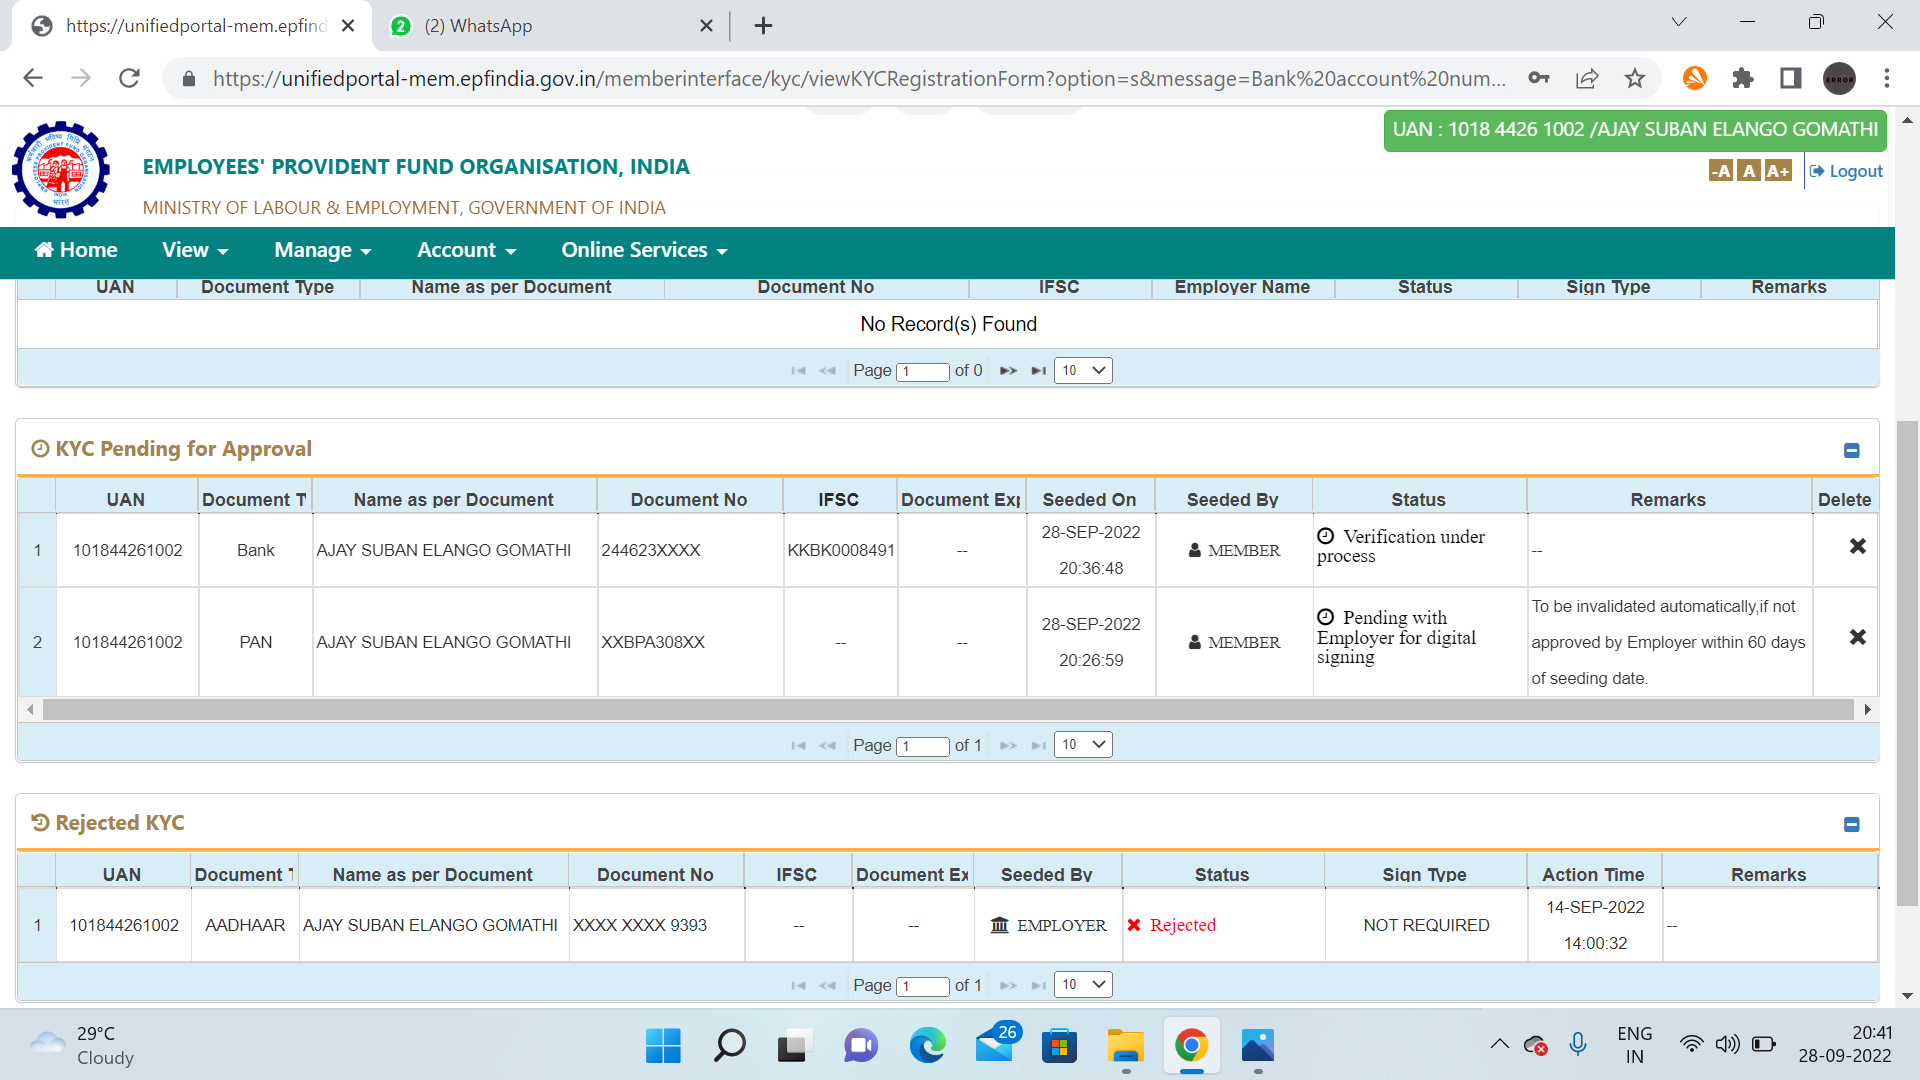 https://unifiedportal-mem.epfind
(2) WhatsApp
https://unifiedportal-mem.epfindia.gov.in/memberinterface/kyc/viewKYCRegistrationForm?option=s&message=Bank%20account%20num...
UAN : 1018 4426 1002 /AJAY SUBAN ELANGO GOMATHI
EMPLOYEES' PROVIDENT FUND ORGANISATION, INDIA
-A A A+ Logout
MINISTRY OF LABOUR & EMPLOYMENT, GOVERNMENT OF INDIA
Home View Manage Account Online Services
UAN Document Type Name as per Document Document No IFSC Employer Name Status Sign Type Remarks
No Record(s) Found
Page 1 of 0 10
KYC Pending for Approval
UAN Document T Name as per Document Document No IFSC Document Exp Seeded On Seeded By Status Remarks Delete
1 101844261002 Bank AJAY SUBAN ELANGO GOMATHI 244623XXXX KKBK0008491 -- 28-SEP-2022 20:36:48 MEMBER Verification under process --
2 101844261002 PAN AJAY SUBAN ELANGO GOMATHI XXBPA308XX -- -- 28-SEP-2022 20:26:59 MEMBER Pending with Employer for digital signing To be invalidated automatically,if not approved by Employer within 60 days of seeding date.
Page 1 of 1 10
Rejected KYC
UAN Document T Name as per Document Document No IFSC Document Ex Seeded By Status Sign Type Action Time Remarks
1 101844261002 AADHAAR AJAY SUBAN ELANGO GOMATHI XXXX XXXX 9393 -- -- EMPLOYER Rejected NOT REQUIRED 14-SEP-2022 14:00:32 --
Page 1 of 1 10
29°C
Cloudy
26
ENG
IN
20:41
28-09-2022